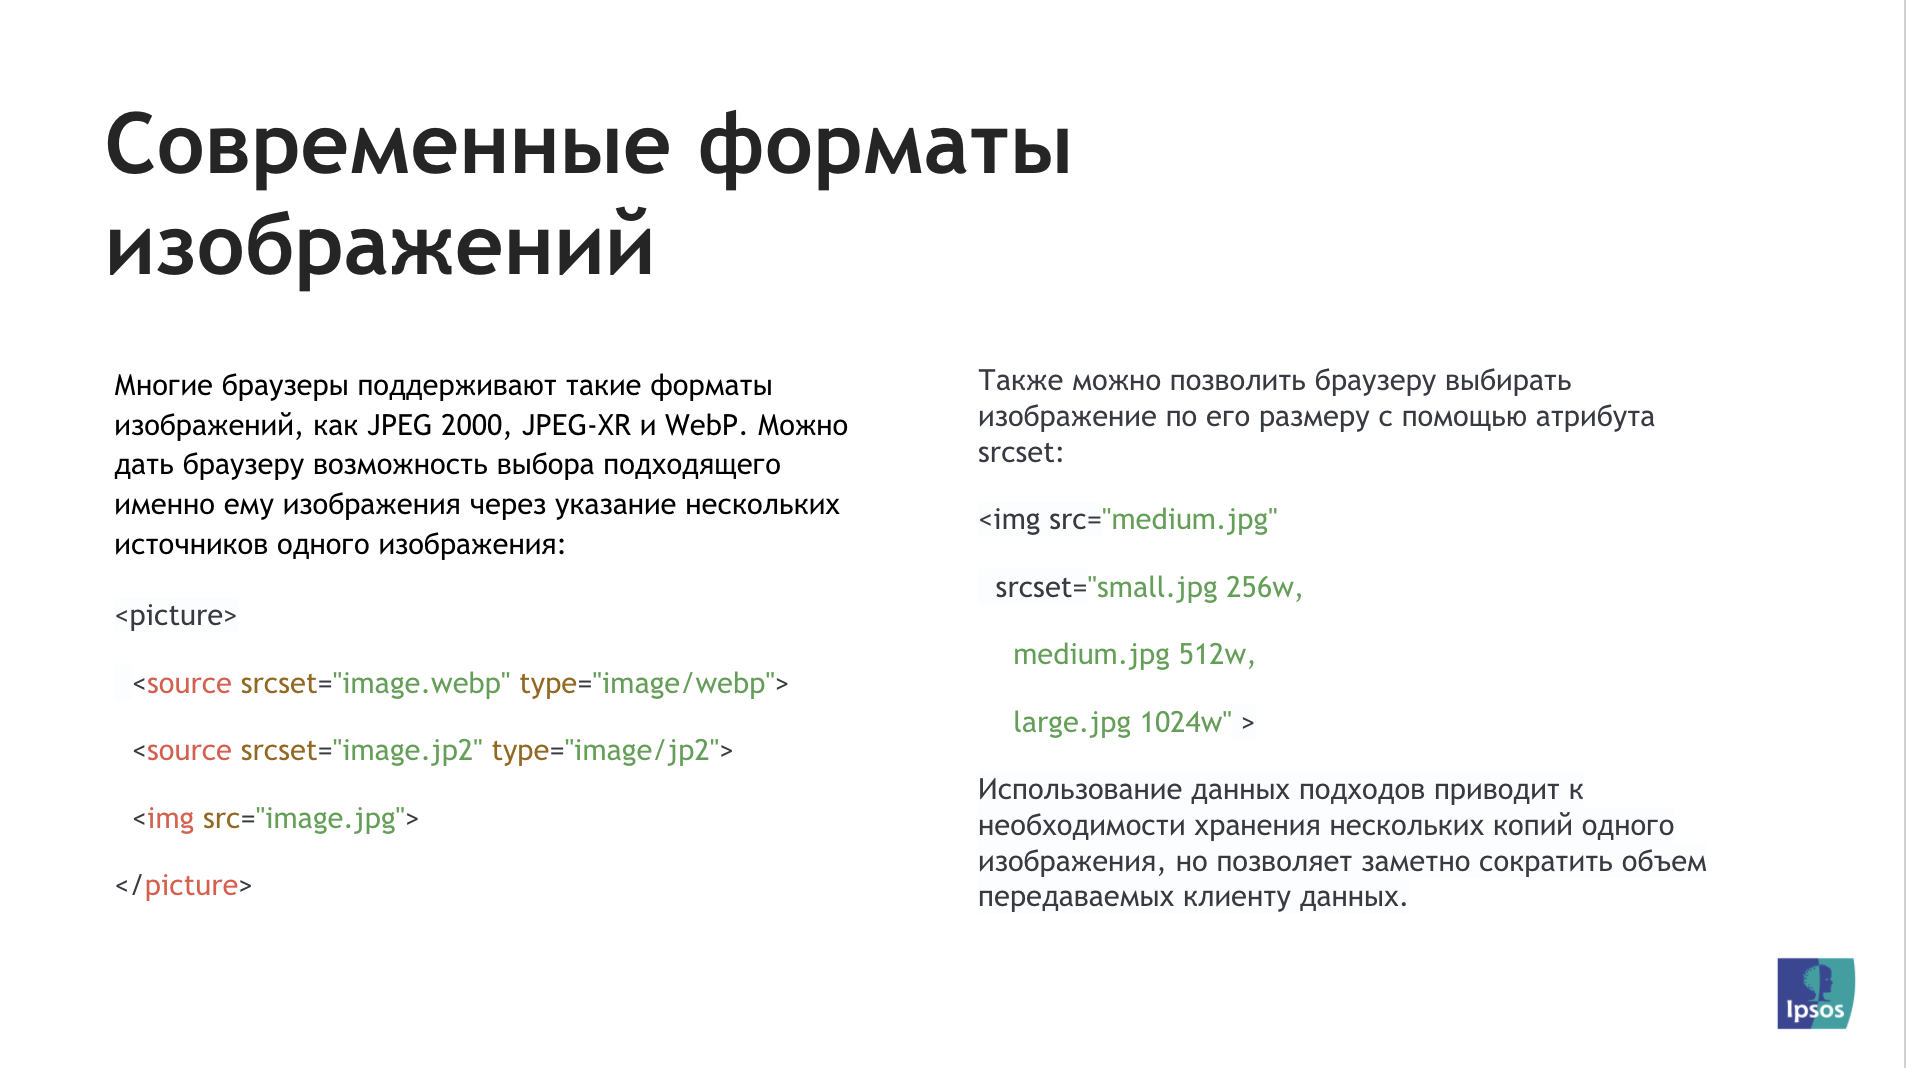 Современные форматы
изображений
Многие браузеры поддерживают такие форматы
изображений, как JPEG 2000, JPEG-XR и WebP. Можно
дать браузеру возможность выбора подходящего
именно ему изображения через указание нескольких
источников одного изображения:
<picture>
<source srcset="image.webp" type="image/webp">
<source srcset="image.jp2" type="image/jp2">
<img src="image.jpg">
</picture>
Также можно позволить браузеру выбирать
изображение по его размеру с помощью атрибута
srcset:
<img src="medium.jpg"
srcset="small.jpg 256w,
medium.jpg 512w,
large.jpg 1024w" >
Использование данных подходов приводит к
необходимости хранения нескольких копий одного
изображения, но позволяет заметно сократить объем
передаваемых клиенту данных.
Ipsos